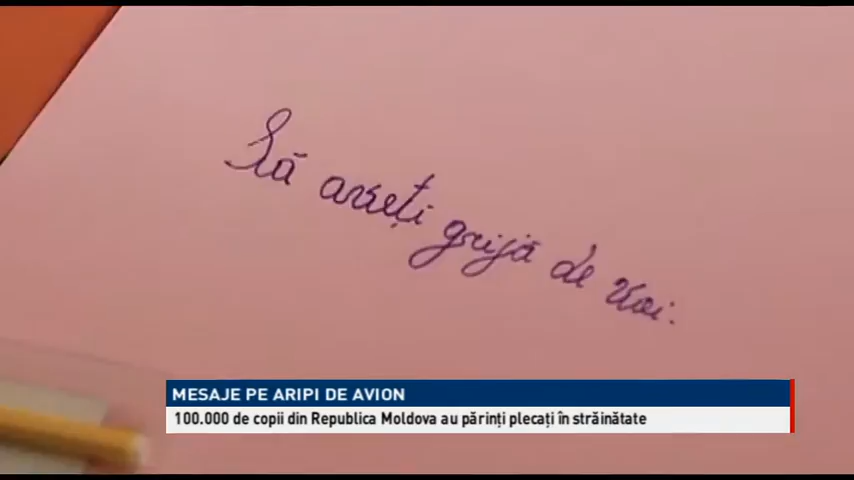 Să aveți grijă de voi.
MESAJE PE ARIPI DE AVION
100.000 de copii din Republica Moldova au părinți plecați în străinătate